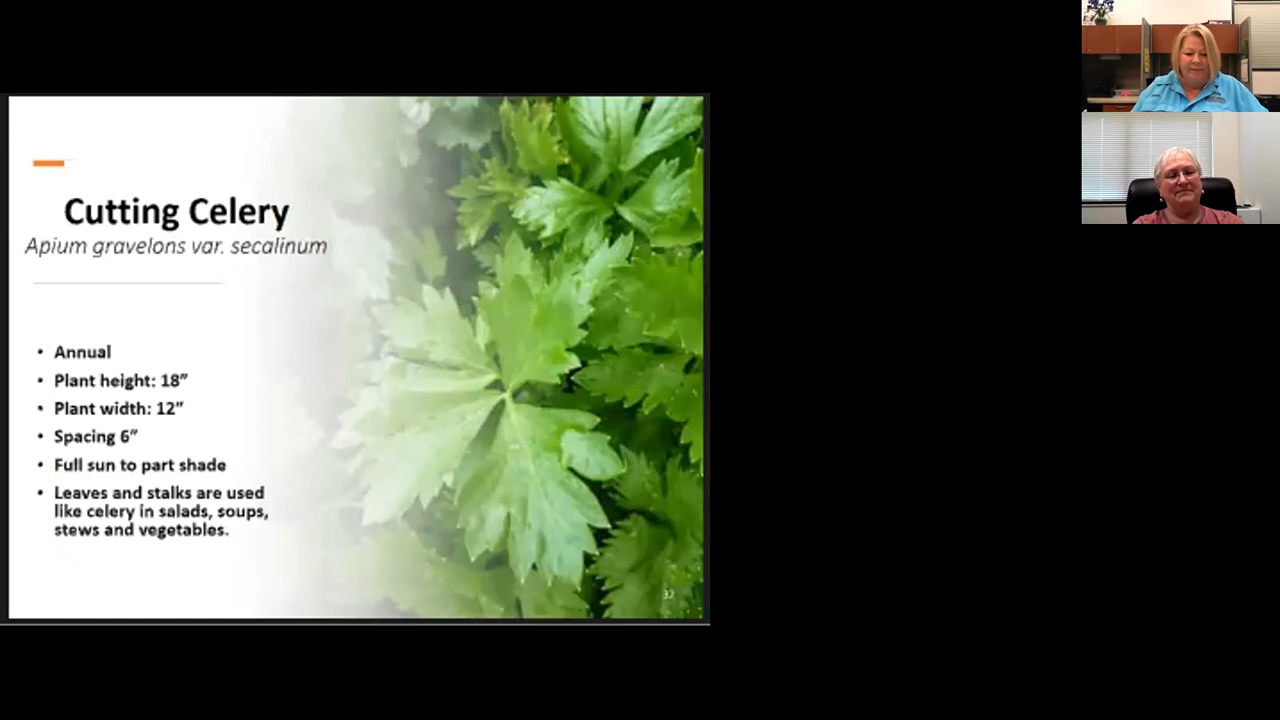 Cutting Celery
Apium gravelons var. secalinum
• Annual
• Plant height: 18”
• Plant width: 12”
• Spacing 6”
• Full sun to part shade
• Leaves and stalks are used
like celery in salads, soups,
stews and vegetables.
32